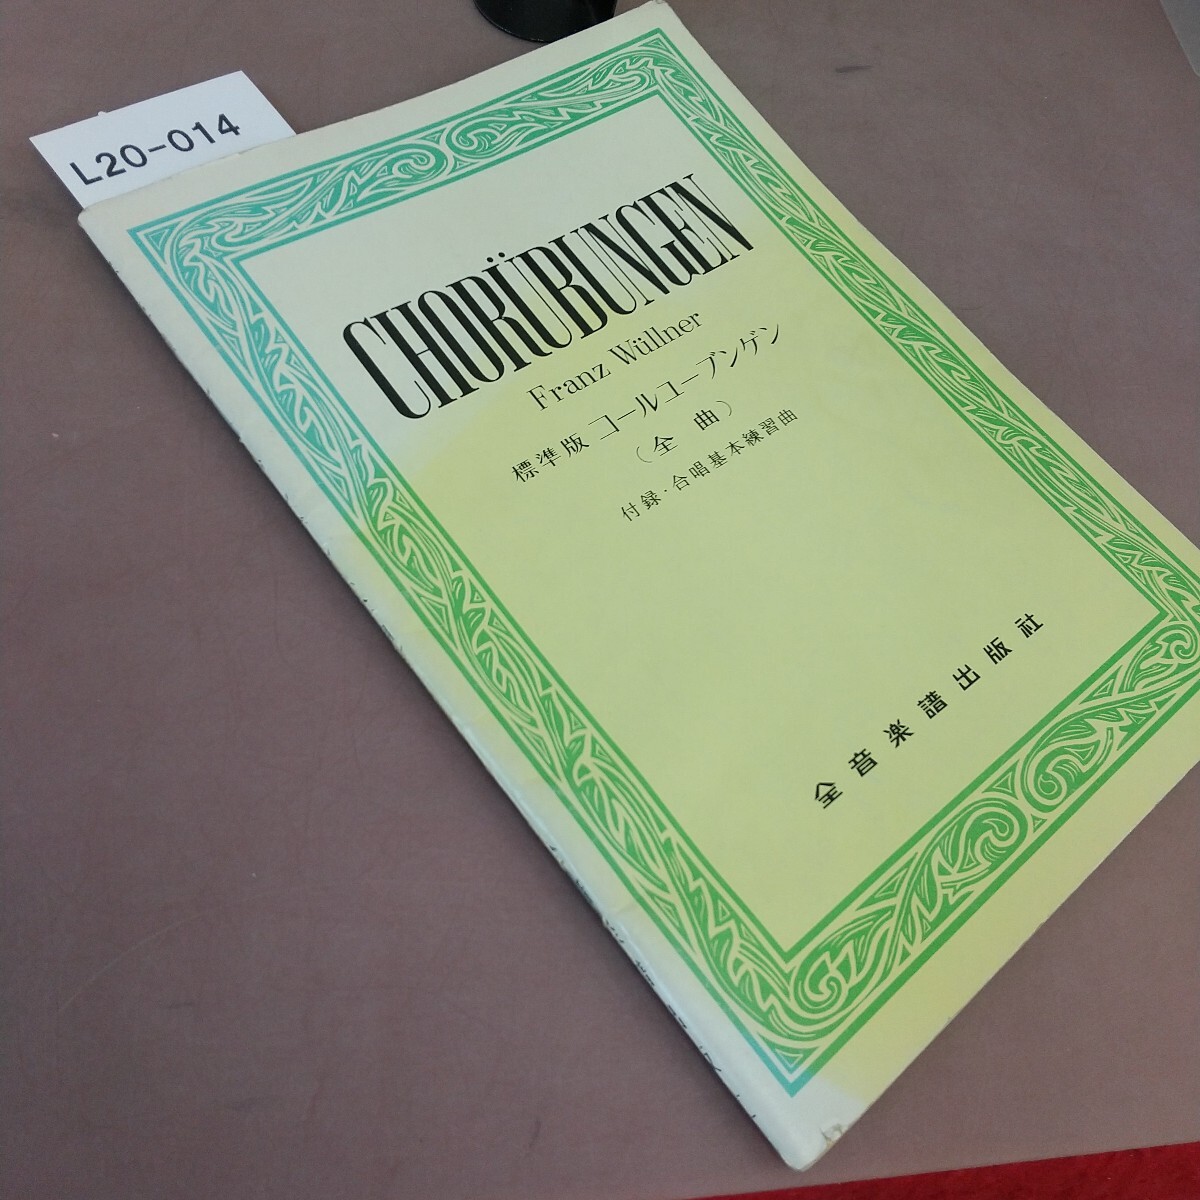 L20-014
CHORÜBUNGEN
Franz Wüllner
標準版 コールユーブンゲン
(全曲)
付録・合唱基本練習曲
全音楽譜出版社